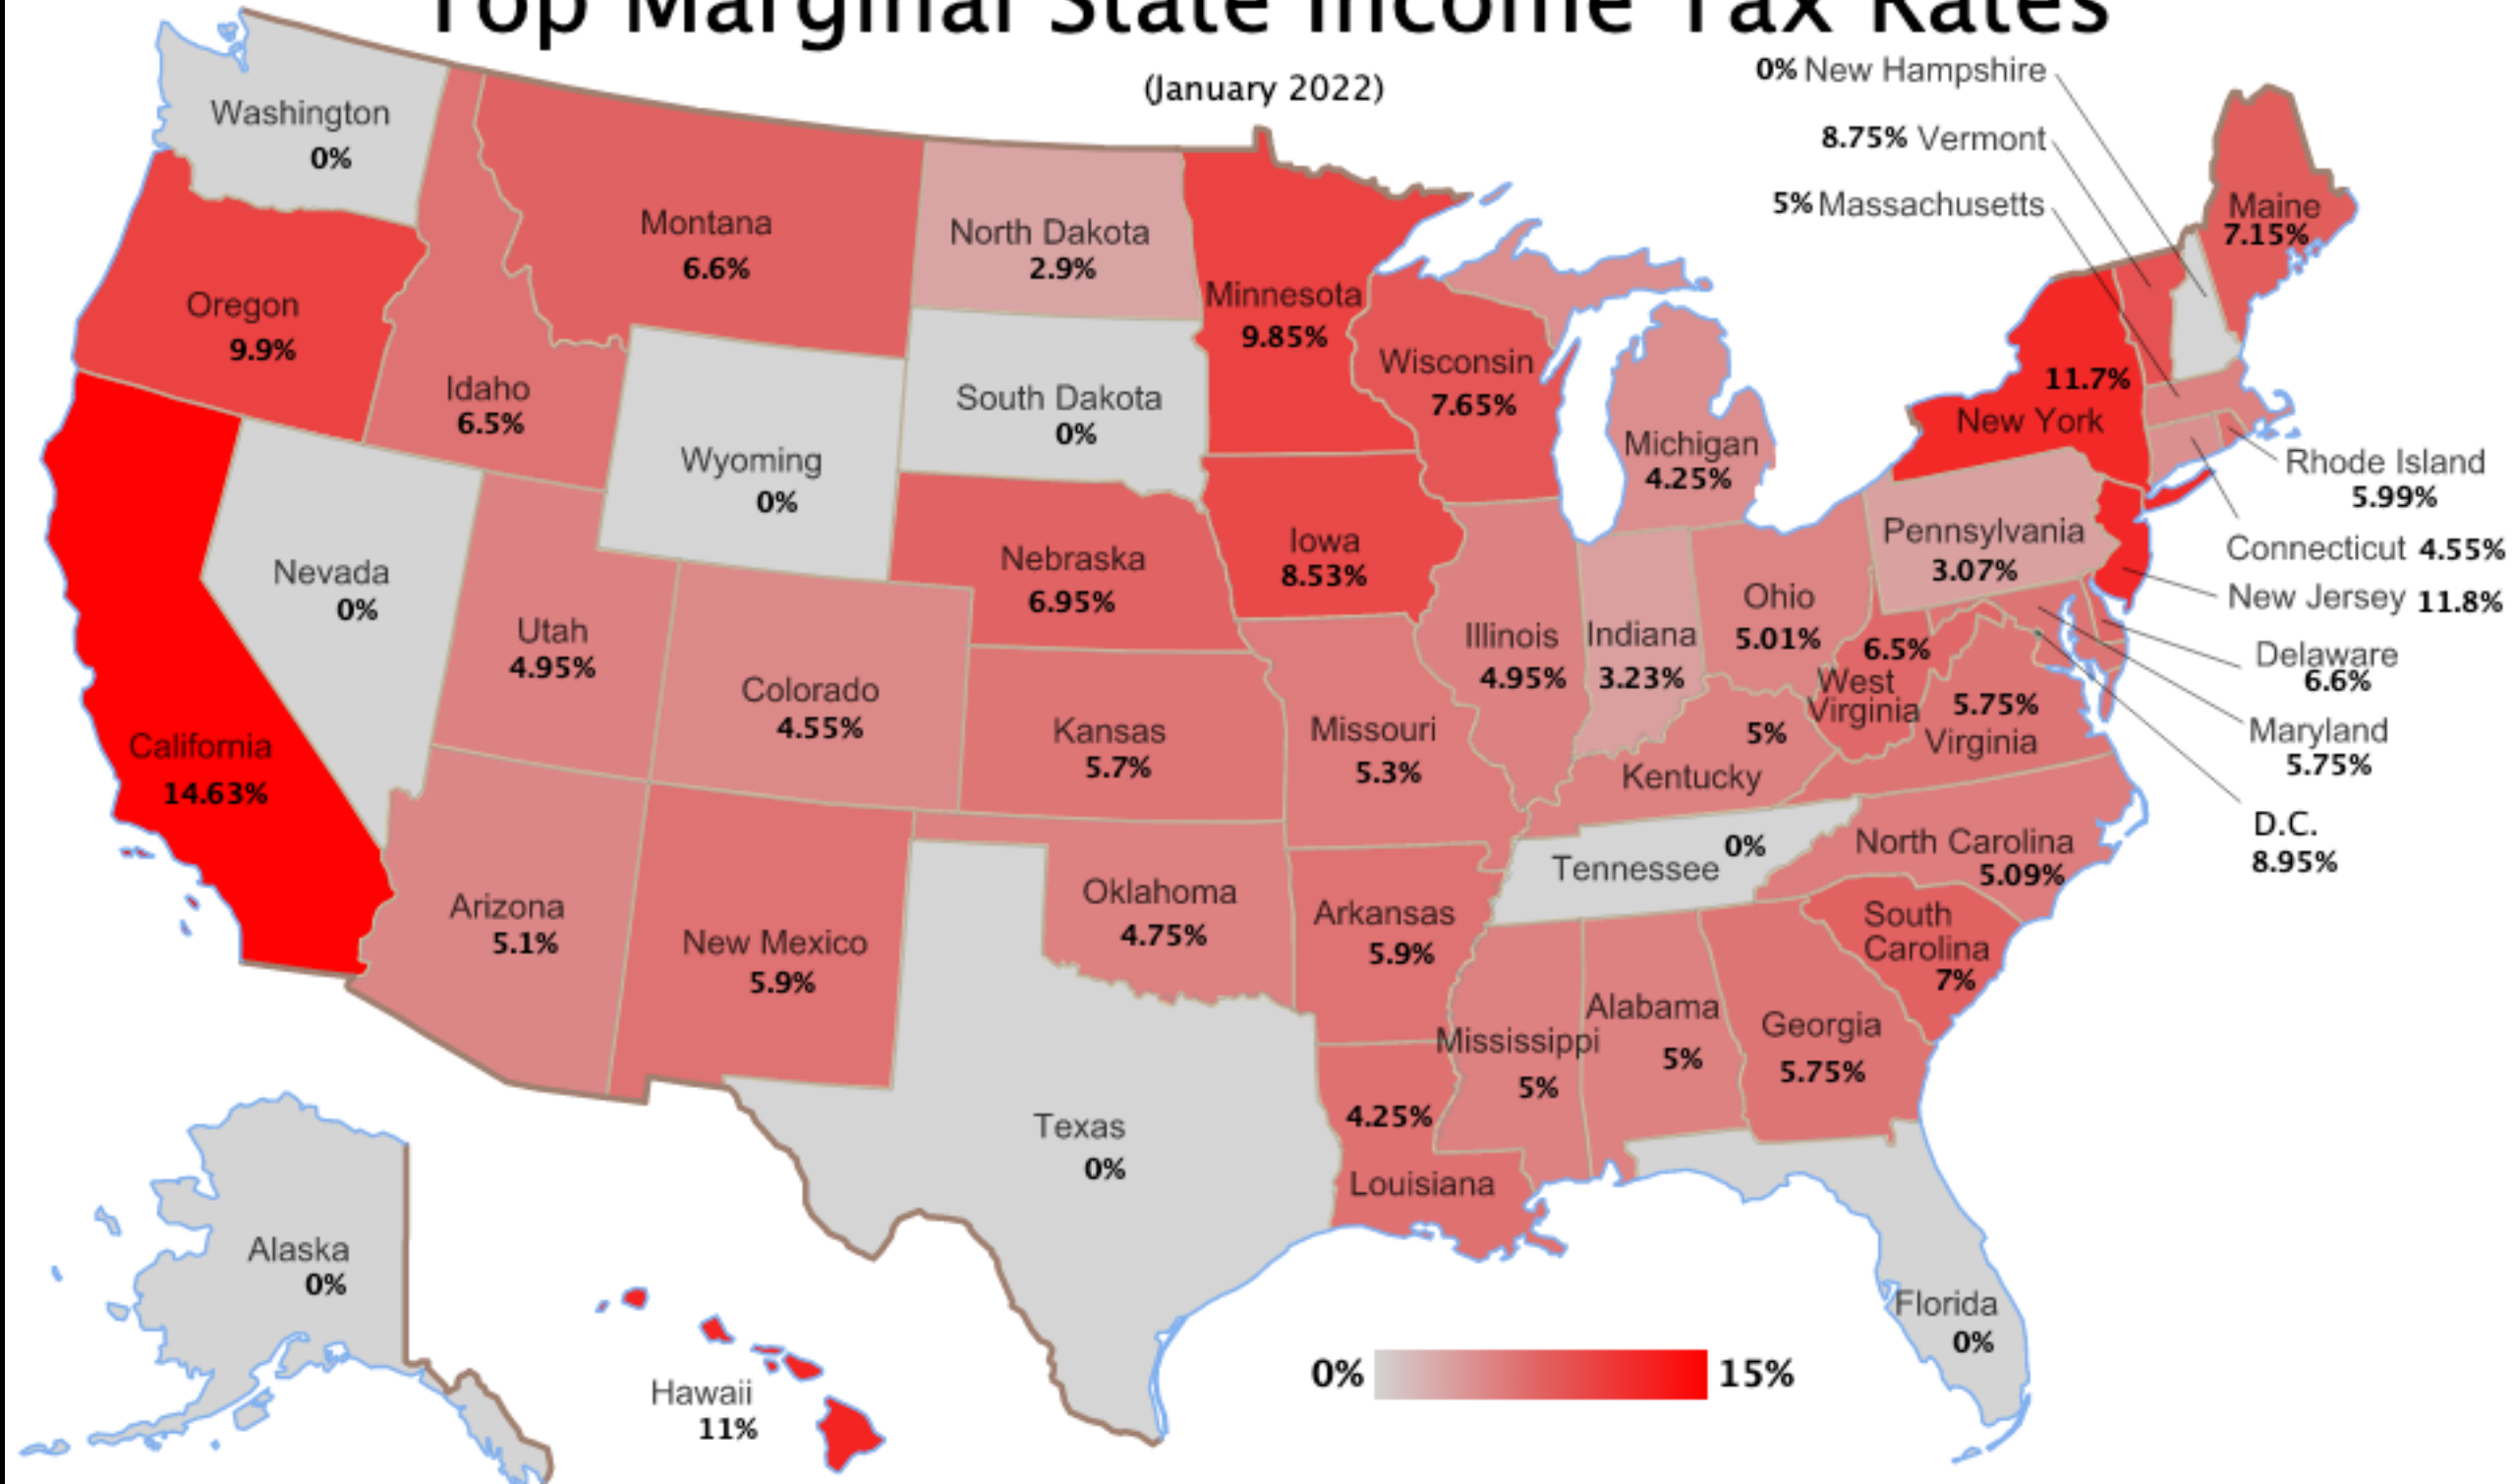 Top Marginal State Income Tax Rates
(January 2022)
0% New Hampshire
8.75% Vermont
5% Massachusetts
Maine
7.15%
Washington
0%
Montana
6.6%
North Dakota
2.9%
Minnesota
9.85%
Oregon
9.9%
Idaho
6.5%
Wisconsin
7.65%
South Dakota
0%
Wyoming
0%
Michigan
4.25%
11.7%
New York
Rhode Island
5.99%
Connecticut 4.55%
New Jersey 11.8%
Delaware
6.6%
Maryland
5.75%
D.C.
8.95%
Pennsylvania
3.07%
Nevada
0%
Utah
4.95%
Colorado
4.55%
Nebraska
6.95%
Iowa
8.53%
Illinois
4.95%
Indiana
3.23%
Ohio
5.01%
6.5%
West
Virginia
5.75%
Virginia
California
14.63%
Kansas
5.7%
Missouri
5.3%
5%
Kentucky
0%
Tennessee
North Carolina
5.09%
South
Carolina
7%
Arizona
5.1%
New Mexico
5.9%
Oklahoma
4.75%
Arkansas
5.9%
Mississippi
5%
Alabama
5%
Georgia
5.75%
4.25%
Louisiana
Texas
0%
Alaska
0%
Hawaii
11%
Florida
0%
0%
15%